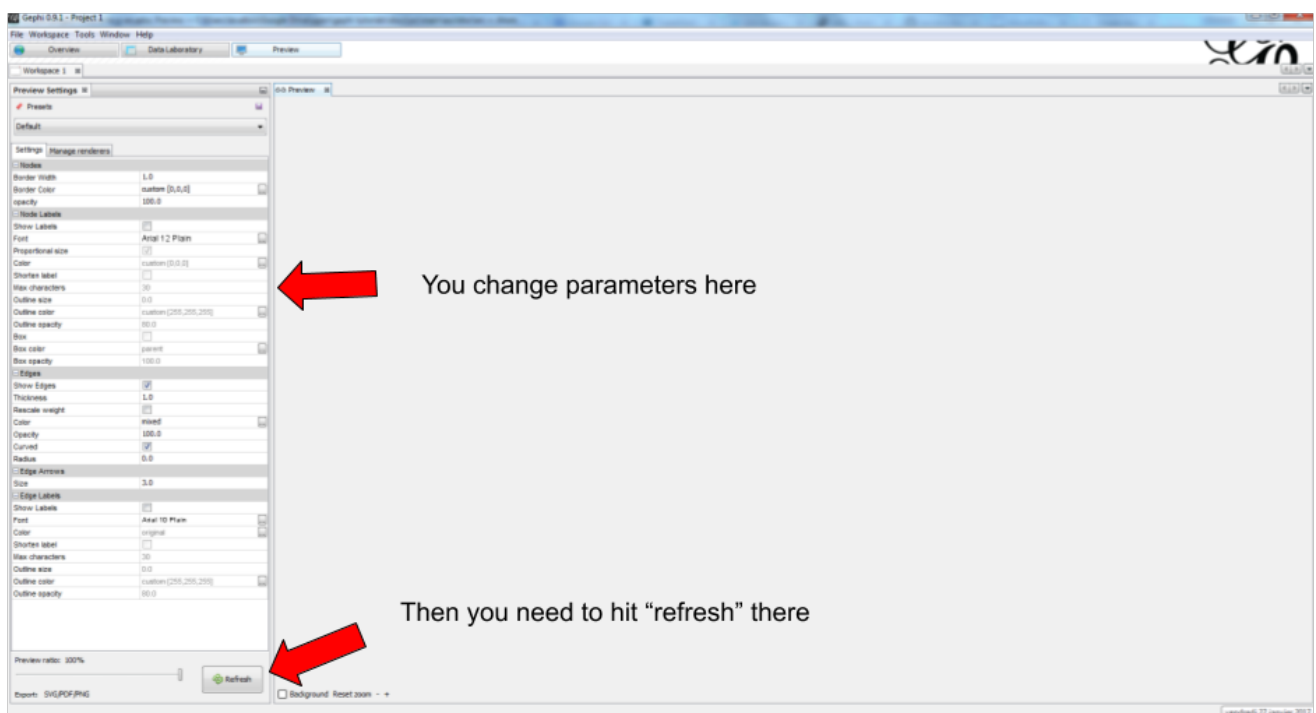 Gephi 0.9.1 - Project 1
File Workspace Tools Window Help
Overview Data Laboratory Preview
Workspace 1
Preview Settings Preview
Presets
Default
Settings Manage renderers
Nodes
Border Width 1.0
Border Color custom [0,0,0]
opacity 100.0
Node Labels
Show Labels
Font Arial 12 Plain
Proportional size
Color custom [0,0,0]
Shorten label
Max characters 30
Outline size 0.0
Outline color custom [255,255,255]
Outline opacity 80.0
Box
Box color parent
Box opacity 100.0
Edges
Show Edges
Thickness 1.0
Rescale weight
Color mixed
Opacity 100.0
Curved
Radius 0.0
Edge Arrows
Size 3.0
Edge Labels
Show Labels
Font Arial 10 Plain
Color original
Shorten label
Max characters 30
Outline size 0.0
Outline color custom [255,255,255]
Outline opacity 80.0
You change parameters here
Then you need to hit “refresh” there
Preview ratio: 100%
Refresh
Export: SVG/PDF/PNG
Background Reset zoom - +
vendredi 27 janvier 2017